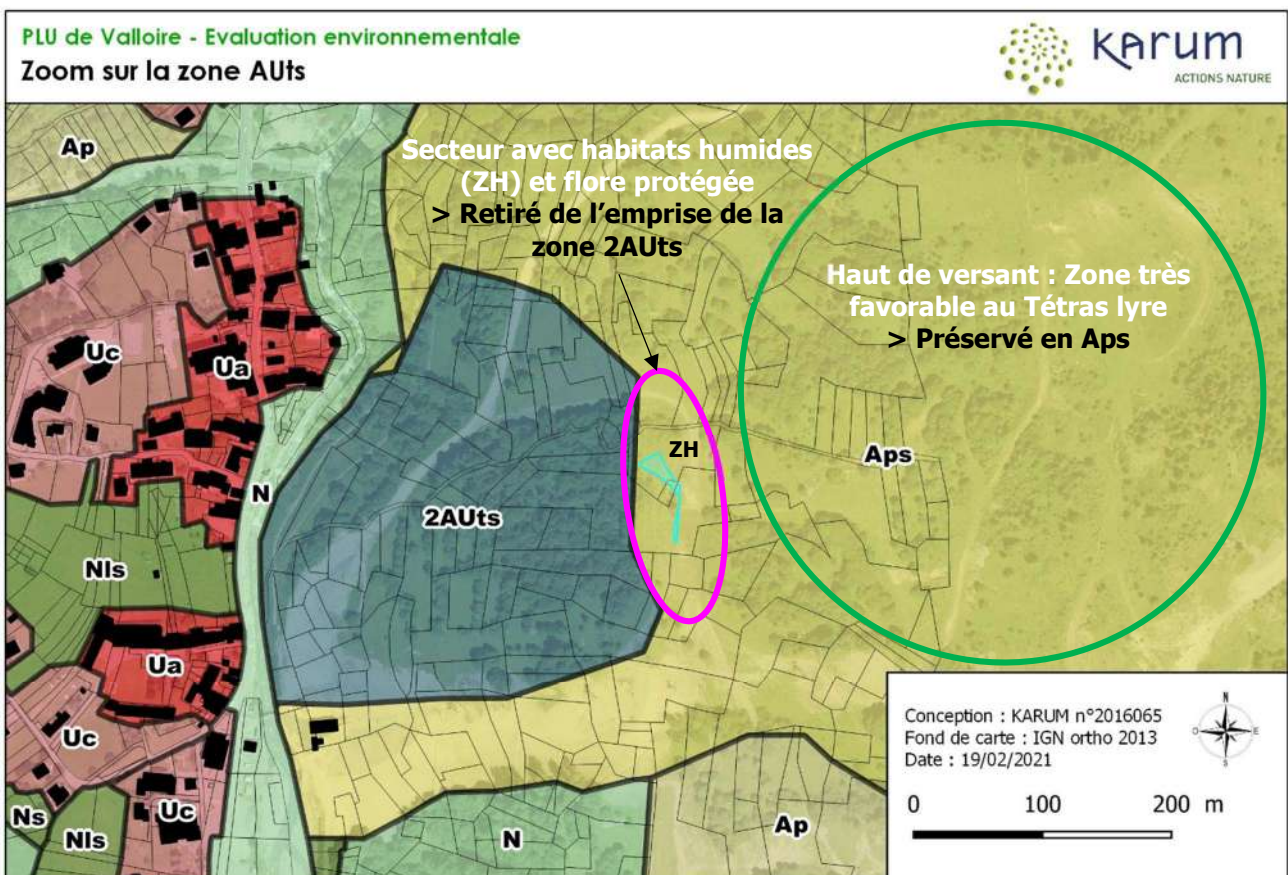 PLU de Valloire - Evaluation environnementale
Zoom sur la zone AUts
KARUM
ACTIONS NATURE
Ap
Secteur avec habitats humides
(ZH) et flore protégée
> Retiré de l'emprise de la
zone 2AUts
Haut de versant : Zone très
favorable au Tétras lyre
> Préservé en Aps
Uc
Ua
ZH
Aps
N
2AUts
Nls
Ua
Uc
Ns
Nls
Uc
N
Ap
Conception : KARUM n°2016065
Fond de carte : IGN ortho 2013
Date : 19/02/2021
N
O
E
S
0 100 200 m